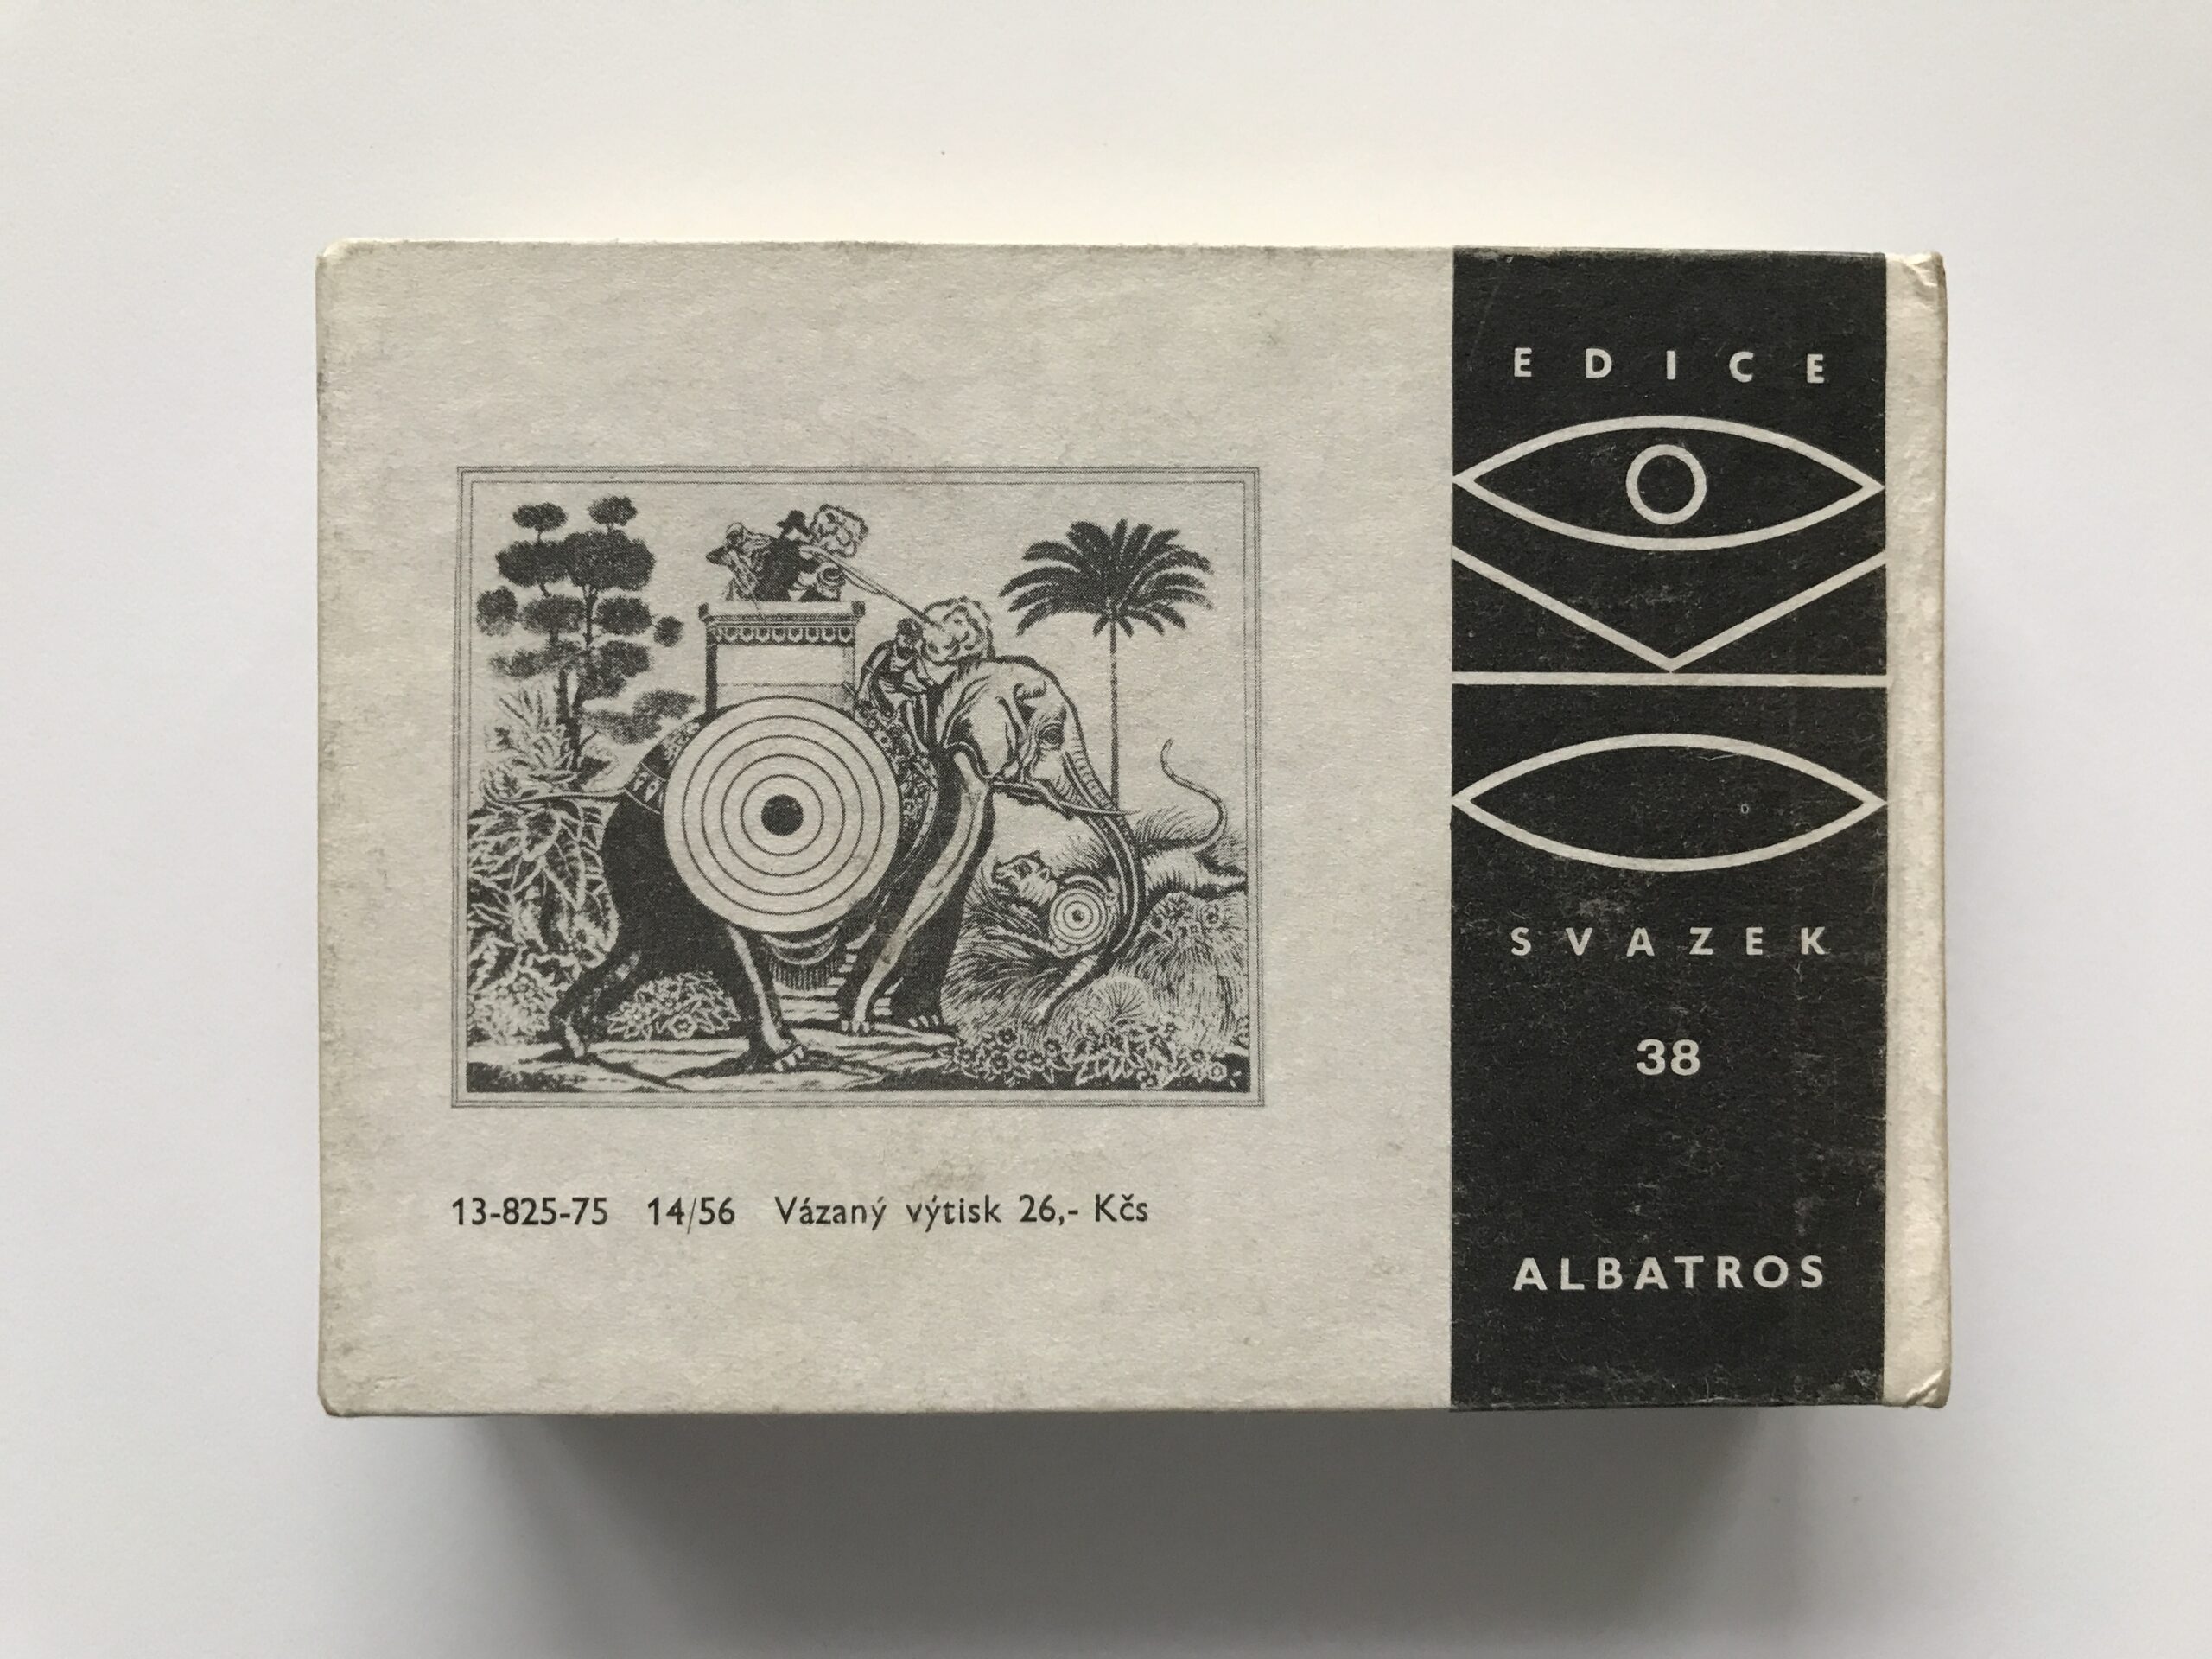 EDICE
SVAZEK
38
ALBATROS
13-825-75 14/56 Vázaný výtisk 26,- Kčs